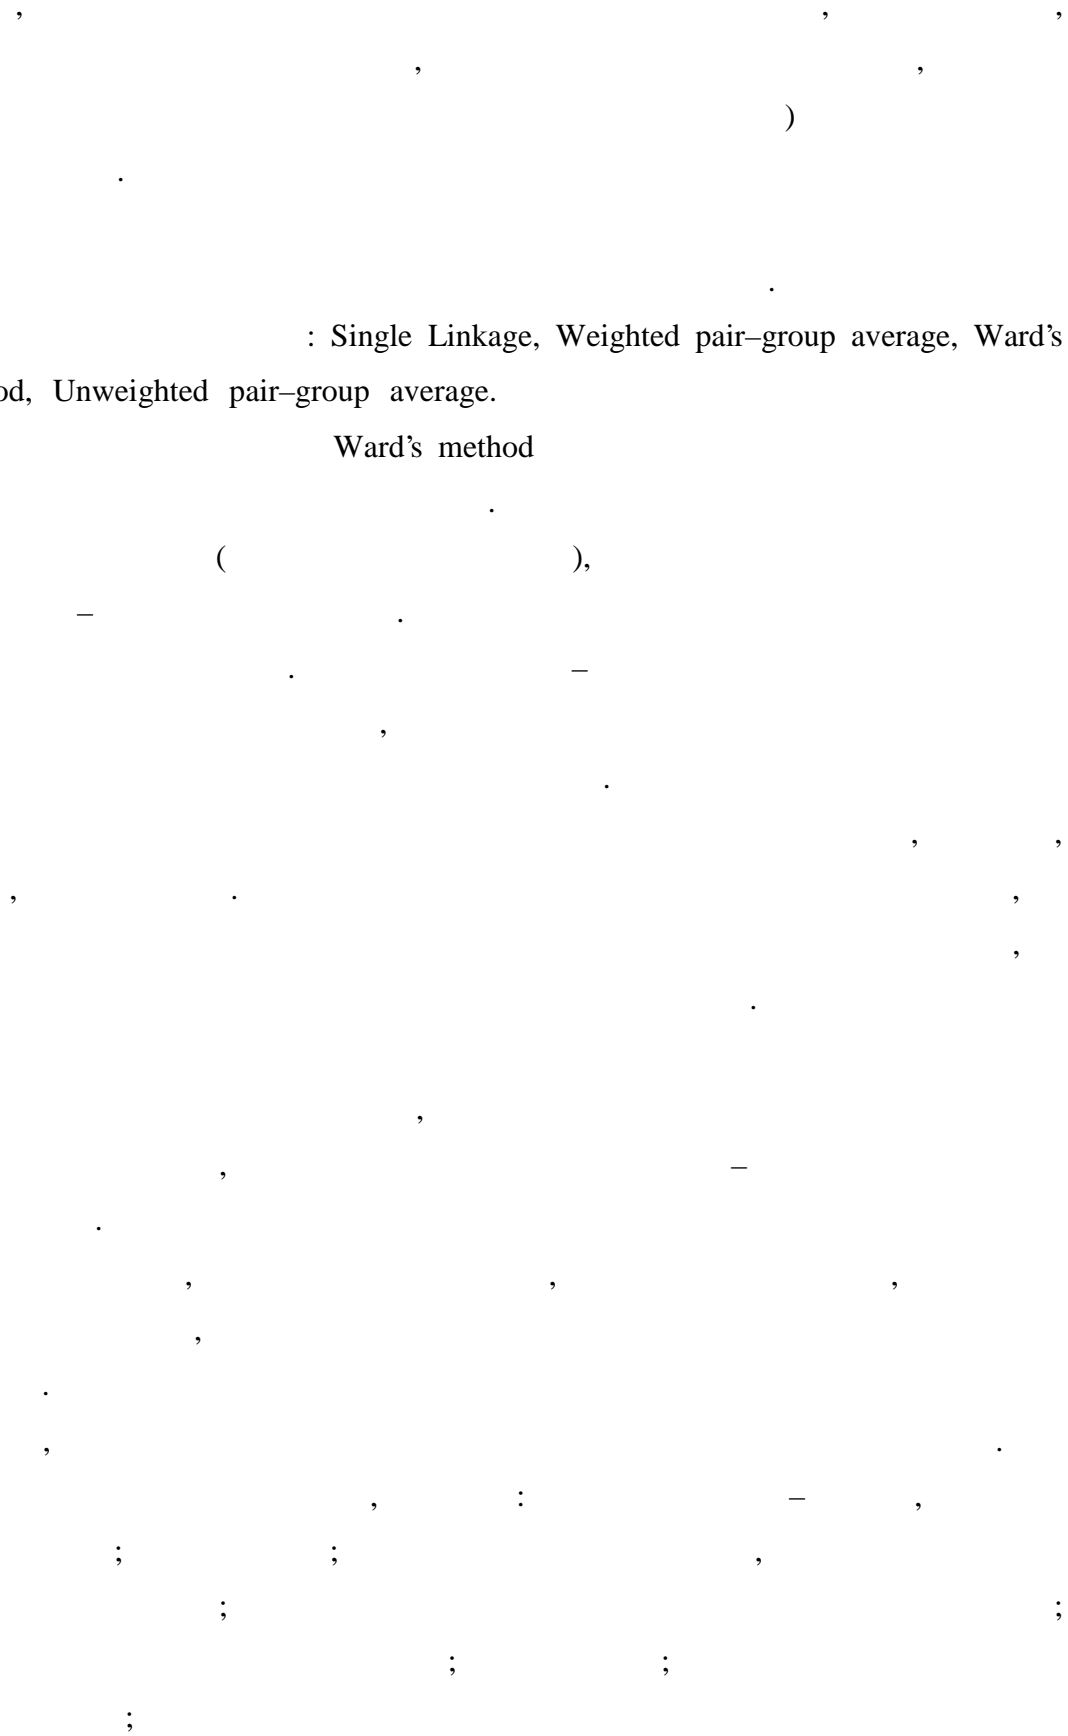 , , ,
, ,
)
.
.
: Single Linkage, Weighted pair–group average, Ward's
od, Unweighted pair–group average.
Ward's method
.
( ),
– .
. –
,
.
, ,
, . ,
,
.
,
, –
.
, , ,
,
.
, .
, : – ,
; ; ,
; ;
; ;
;